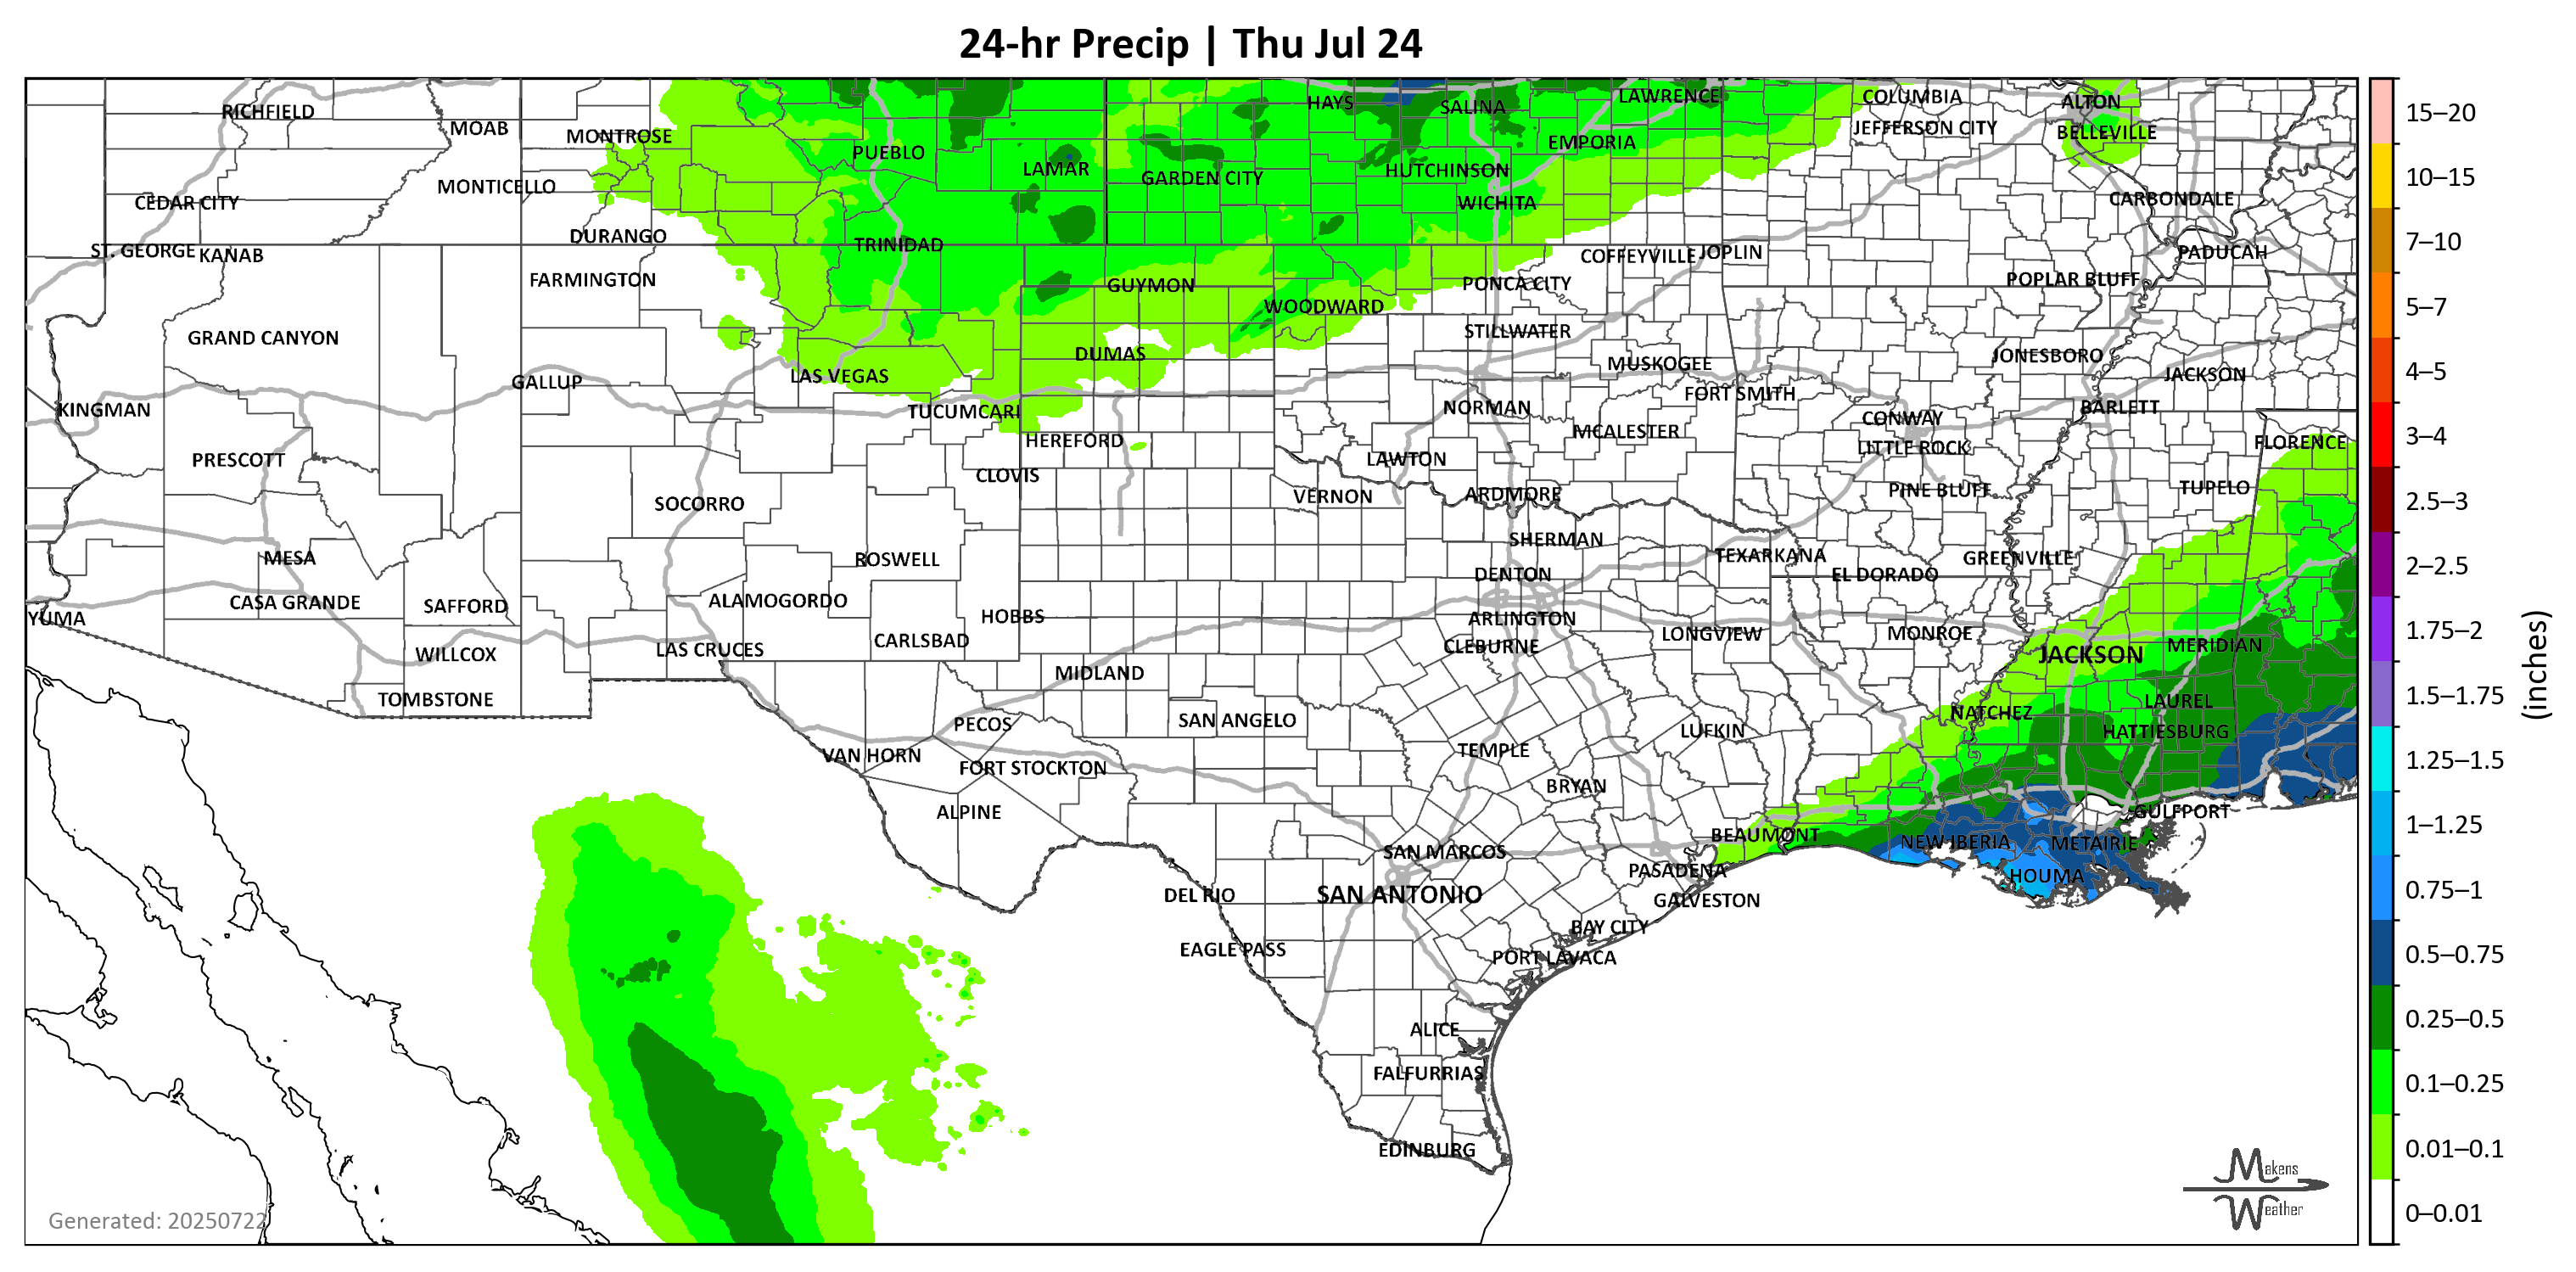 24-hr Precip | Thu Jul 24
RICHFIELD
MOAB
MONTROSE
PUEBLO
LAMAR
GARDEN CITY
HAYS
SALINA
LAWRENCE
EMPORIA
HUTCHINSON
WICHITA
COLUMBIA
JEFFERSON CITY
ALTON
BELLEVILLE
CEDAR CITY
MONTICELLO
CARBONDALE
ST. GEORGE
KANAB
DURANGO
TRINIDAD
COFFEYVILLE
JOPLIN
PADUCAH
FARMINGTON
GUYMON
PONCA CITY
POPLAR BLUFF
WOODWARD
GRAND CANYON
STILLWATER
DUMAS
MUSKOGEE
JONESBORO
GALLUP
LAS VEGAS
FORT SMITH
JACKSON
KINGMAN
TUCUMCARI
NORMAN
CONWAY
BARLETT
HEREFORD
MCALESTER
LITTLE ROCK
FLORENCE
PRESCOTT
CLOVIS
LAWTON
SOCORRO
VERNON
ARDMORE
PINE BLUFF
TUPELO
MESA
ROSWELL
SHERMAN
TEXARKANA
GREENVILLE
DENTON
EL DORADO
YUMA
CASA GRANDE
SAFFORD
ALAMOGORDO
HOBBS
ARLINGTON
WILLCOX
LAS CRUCES
CARLSBAD
CLEBURNE
LONGVIEW
MONROE
JACKSON
MERIDIAN
TOMBSTONE
MIDLAND
LAUREL
PECOS
SAN ANGELO
NATCHEZ
VAN HORN
FORT STOCKTON
TEMPLE
LUFKIN
HATTIESBURG
ALPINE
BRYAN
GULFPORT
SAN MARCOS
BEAUMONT
NEW IBERIA
METAIRIE
DEL RIO
SAN ANTONIO
PASADENA
GALVESTON
HOUMA
EAGLE PASS
BAY CITY
PORT LAVACA
ALICE
FALFURRIAS
EDINBURG
Generated: 20250722
Makens
Weather
15–20
10–15
7–10
5–7
4–5
3–4
2.5–3
2–2.5
1.75–2
1.5–1.75
1.25–1.5
1–1.25
0.75–1
0.5–0.75
0.25–0.5
0.1–0.25
0.01–0.1
0–0.01
(inches)